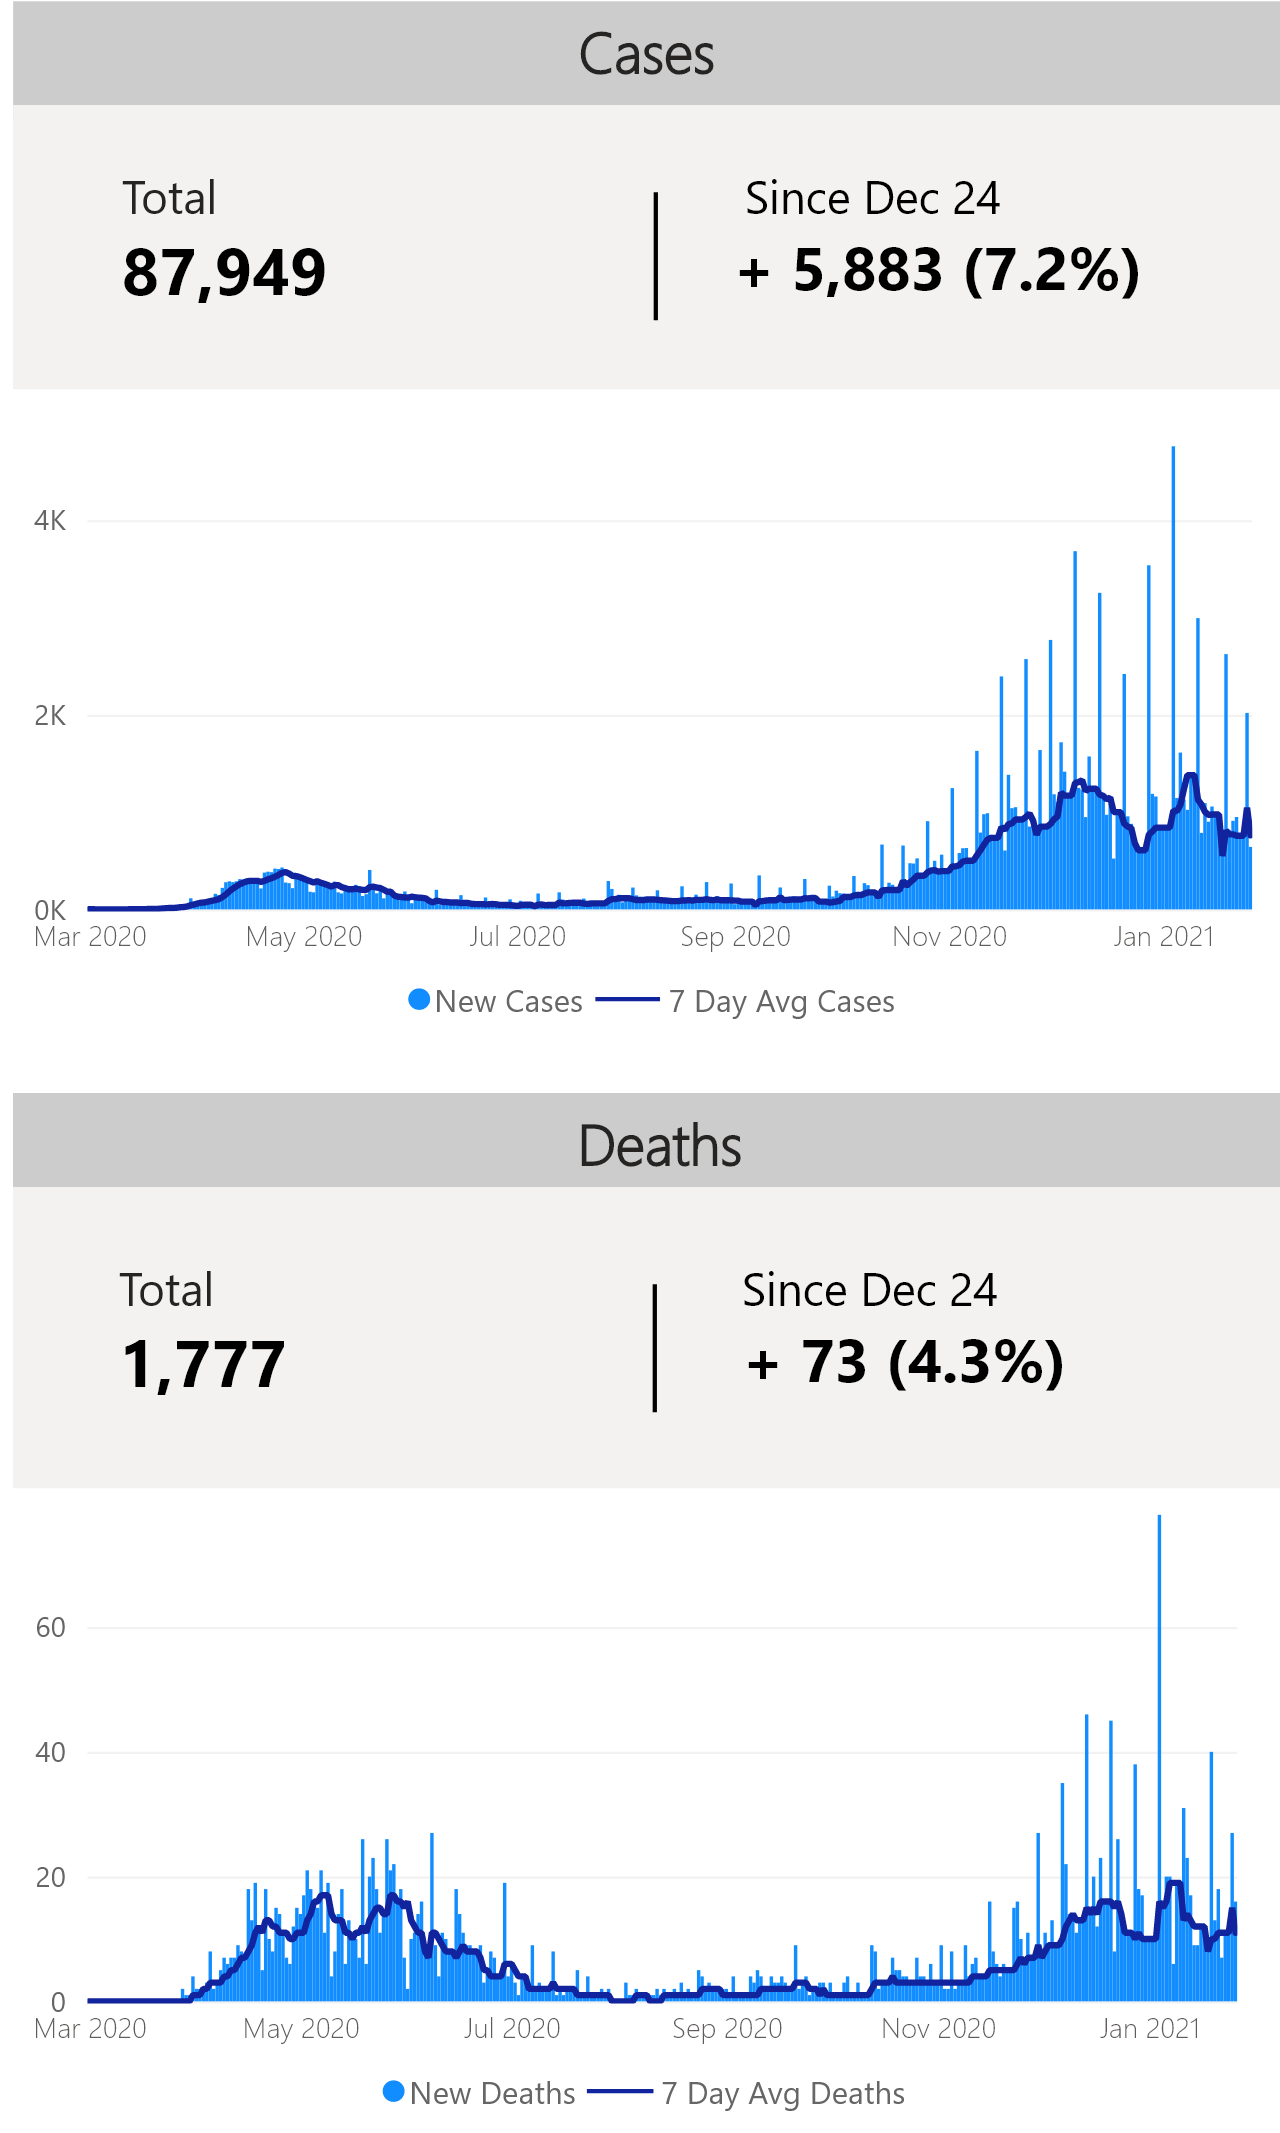 Cases
Total
Since Dec 24
87,949
+ 5,883 (7.2%)
4K
2K
0K
Mar 2020 May 2020 Jul 2020 Sep 2020 Nov 2020 Jan 2021
New Cases 7 Day Avg Cases
Deaths
Total
Since Dec 24
1,777
+ 73 (4.3%)
60
40
20
0
Mar 2020 May 2020 Jul 2020 Sep 2020 Nov 2020 Jan 2021
New Deaths 7 Day Avg Deaths